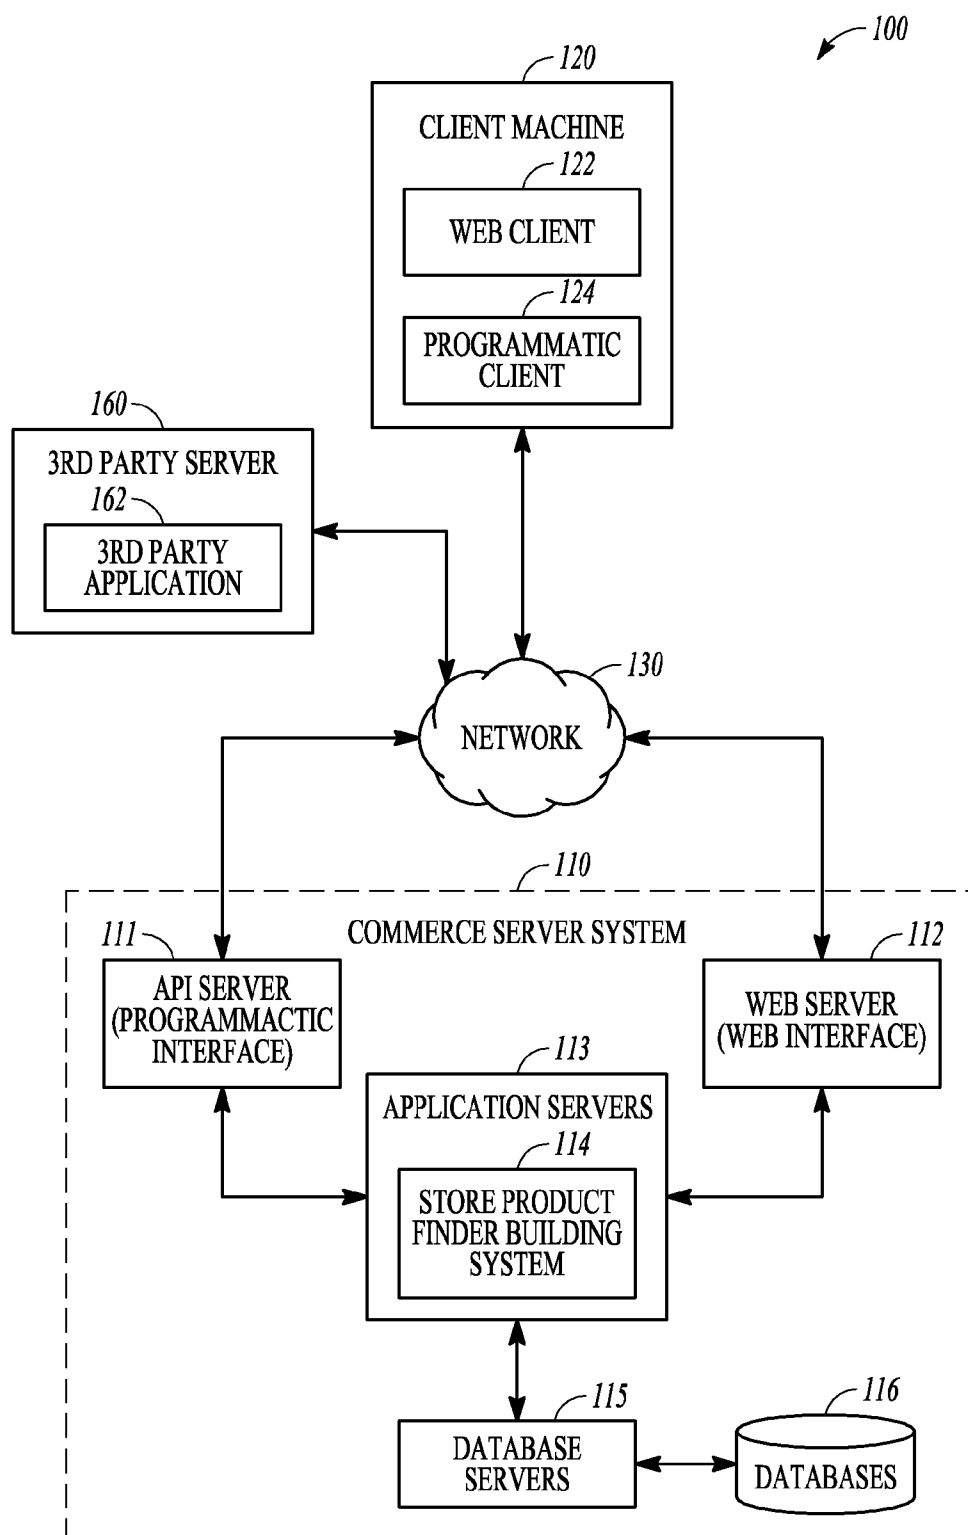 100
120
CLIENT MACHINE
122
WEB CLIENT
124
PROGRAMMATIC
CLIENT
160
3RD PARTY SERVER
162
3RD PARTY
APPLICATION
130
NETWORK
110
COMMERCE SERVER SYSTEM
111
API SERVER
(PROGRAMMACTIC
INTERFACE)
112
WEB SERVER
(WEB INTERFACE)
113
APPLICATION SERVERS
114
STORE PRODUCT
FINDER BUILDING
SYSTEM
115
DATABASE
SERVERS
116
DATABASES